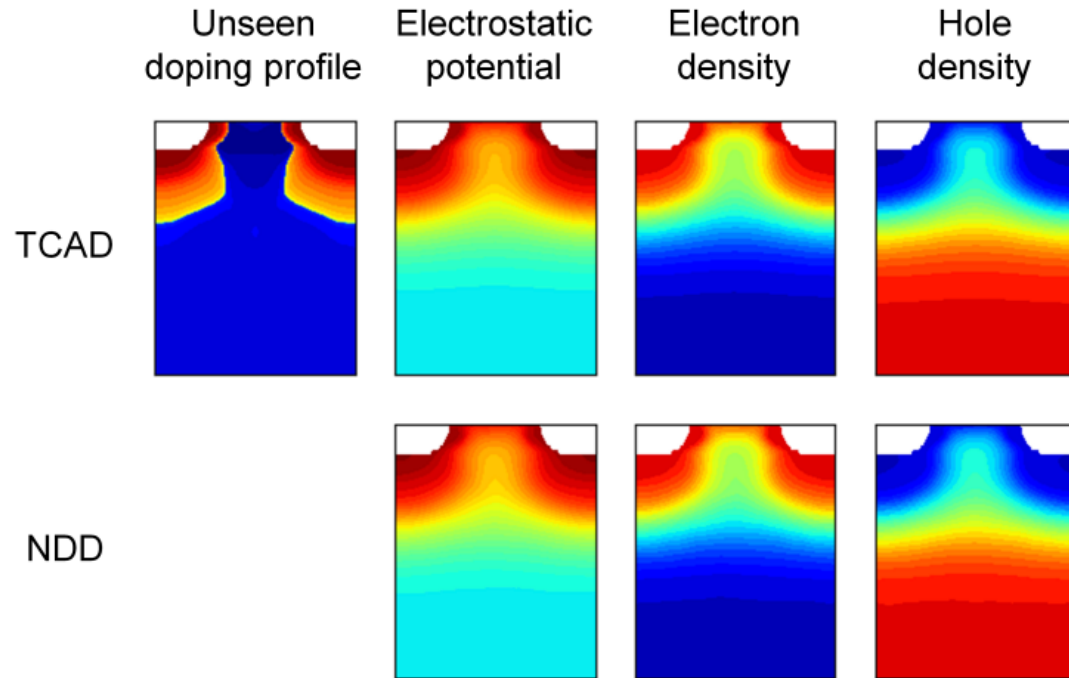 Unseen
doping profile
Electrostatic
potential
Electron
density
Hole
density
TCAD
NDD